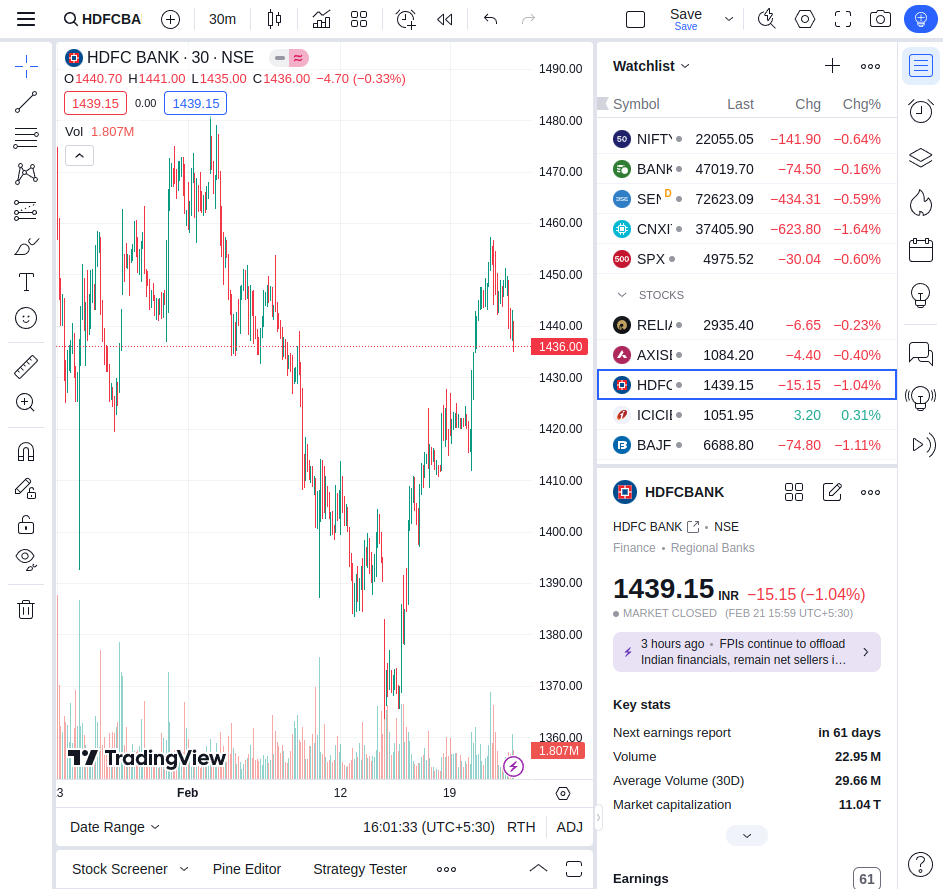 HDFCBA
30m
Save
Save
HDFC BANK · 30 · NSE
O1440.70 H1441.00 L1435.00 C1436.00 −4.70 (−0.33%)
1439.15 0.00 1439.15
Vol 1.807M
1490.00
1480.00
1470.00
1460.00
1450.00
1440.00
1436.00
1430.00
1420.00
1410.00
1400.00
1390.00
1380.00
1370.00
1360.00
1.807M
TradingView
3 Feb 12 19
Date Range
16:01:33 (UTC+5:30) RTH ADJ
Stock Screener Pine Editor Strategy Tester
Watchlist
Symbol Last Chg Chg%
50 NIFTY 22055.05 −141.90 −0.64%
BANK 47019.70 −74.50 −0.16%
SEN D 72623.09 −434.31 −0.59%
CNXI 37405.90 −623.80 −1.64%
500 SPX 4975.52 −30.04 −0.60%
STOCKS
RELIA 2935.40 −6.65 −0.23%
AXISE 1084.20 −4.40 −0.40%
HDFC 1439.15 −15.15 −1.04%
ICICIE 1051.95 3.20 0.31%
BAJF 6688.80 −74.80 −1.11%
HDFCBANK
HDFC BANK • NSE
Finance • Regional Banks
1439.15 INR −15.15 (−1.04%)
MARKET CLOSED (FEB 21 15:59 UTC+5:30)
3 hours ago • FPIs continue to offload
Indian financials, remain net sellers i…
Key stats
Next earnings report in 61 days
Volume 22.95 M
Average Volume (30D) 29.66 M
Market capitalization 11.04 T
Earnings 61